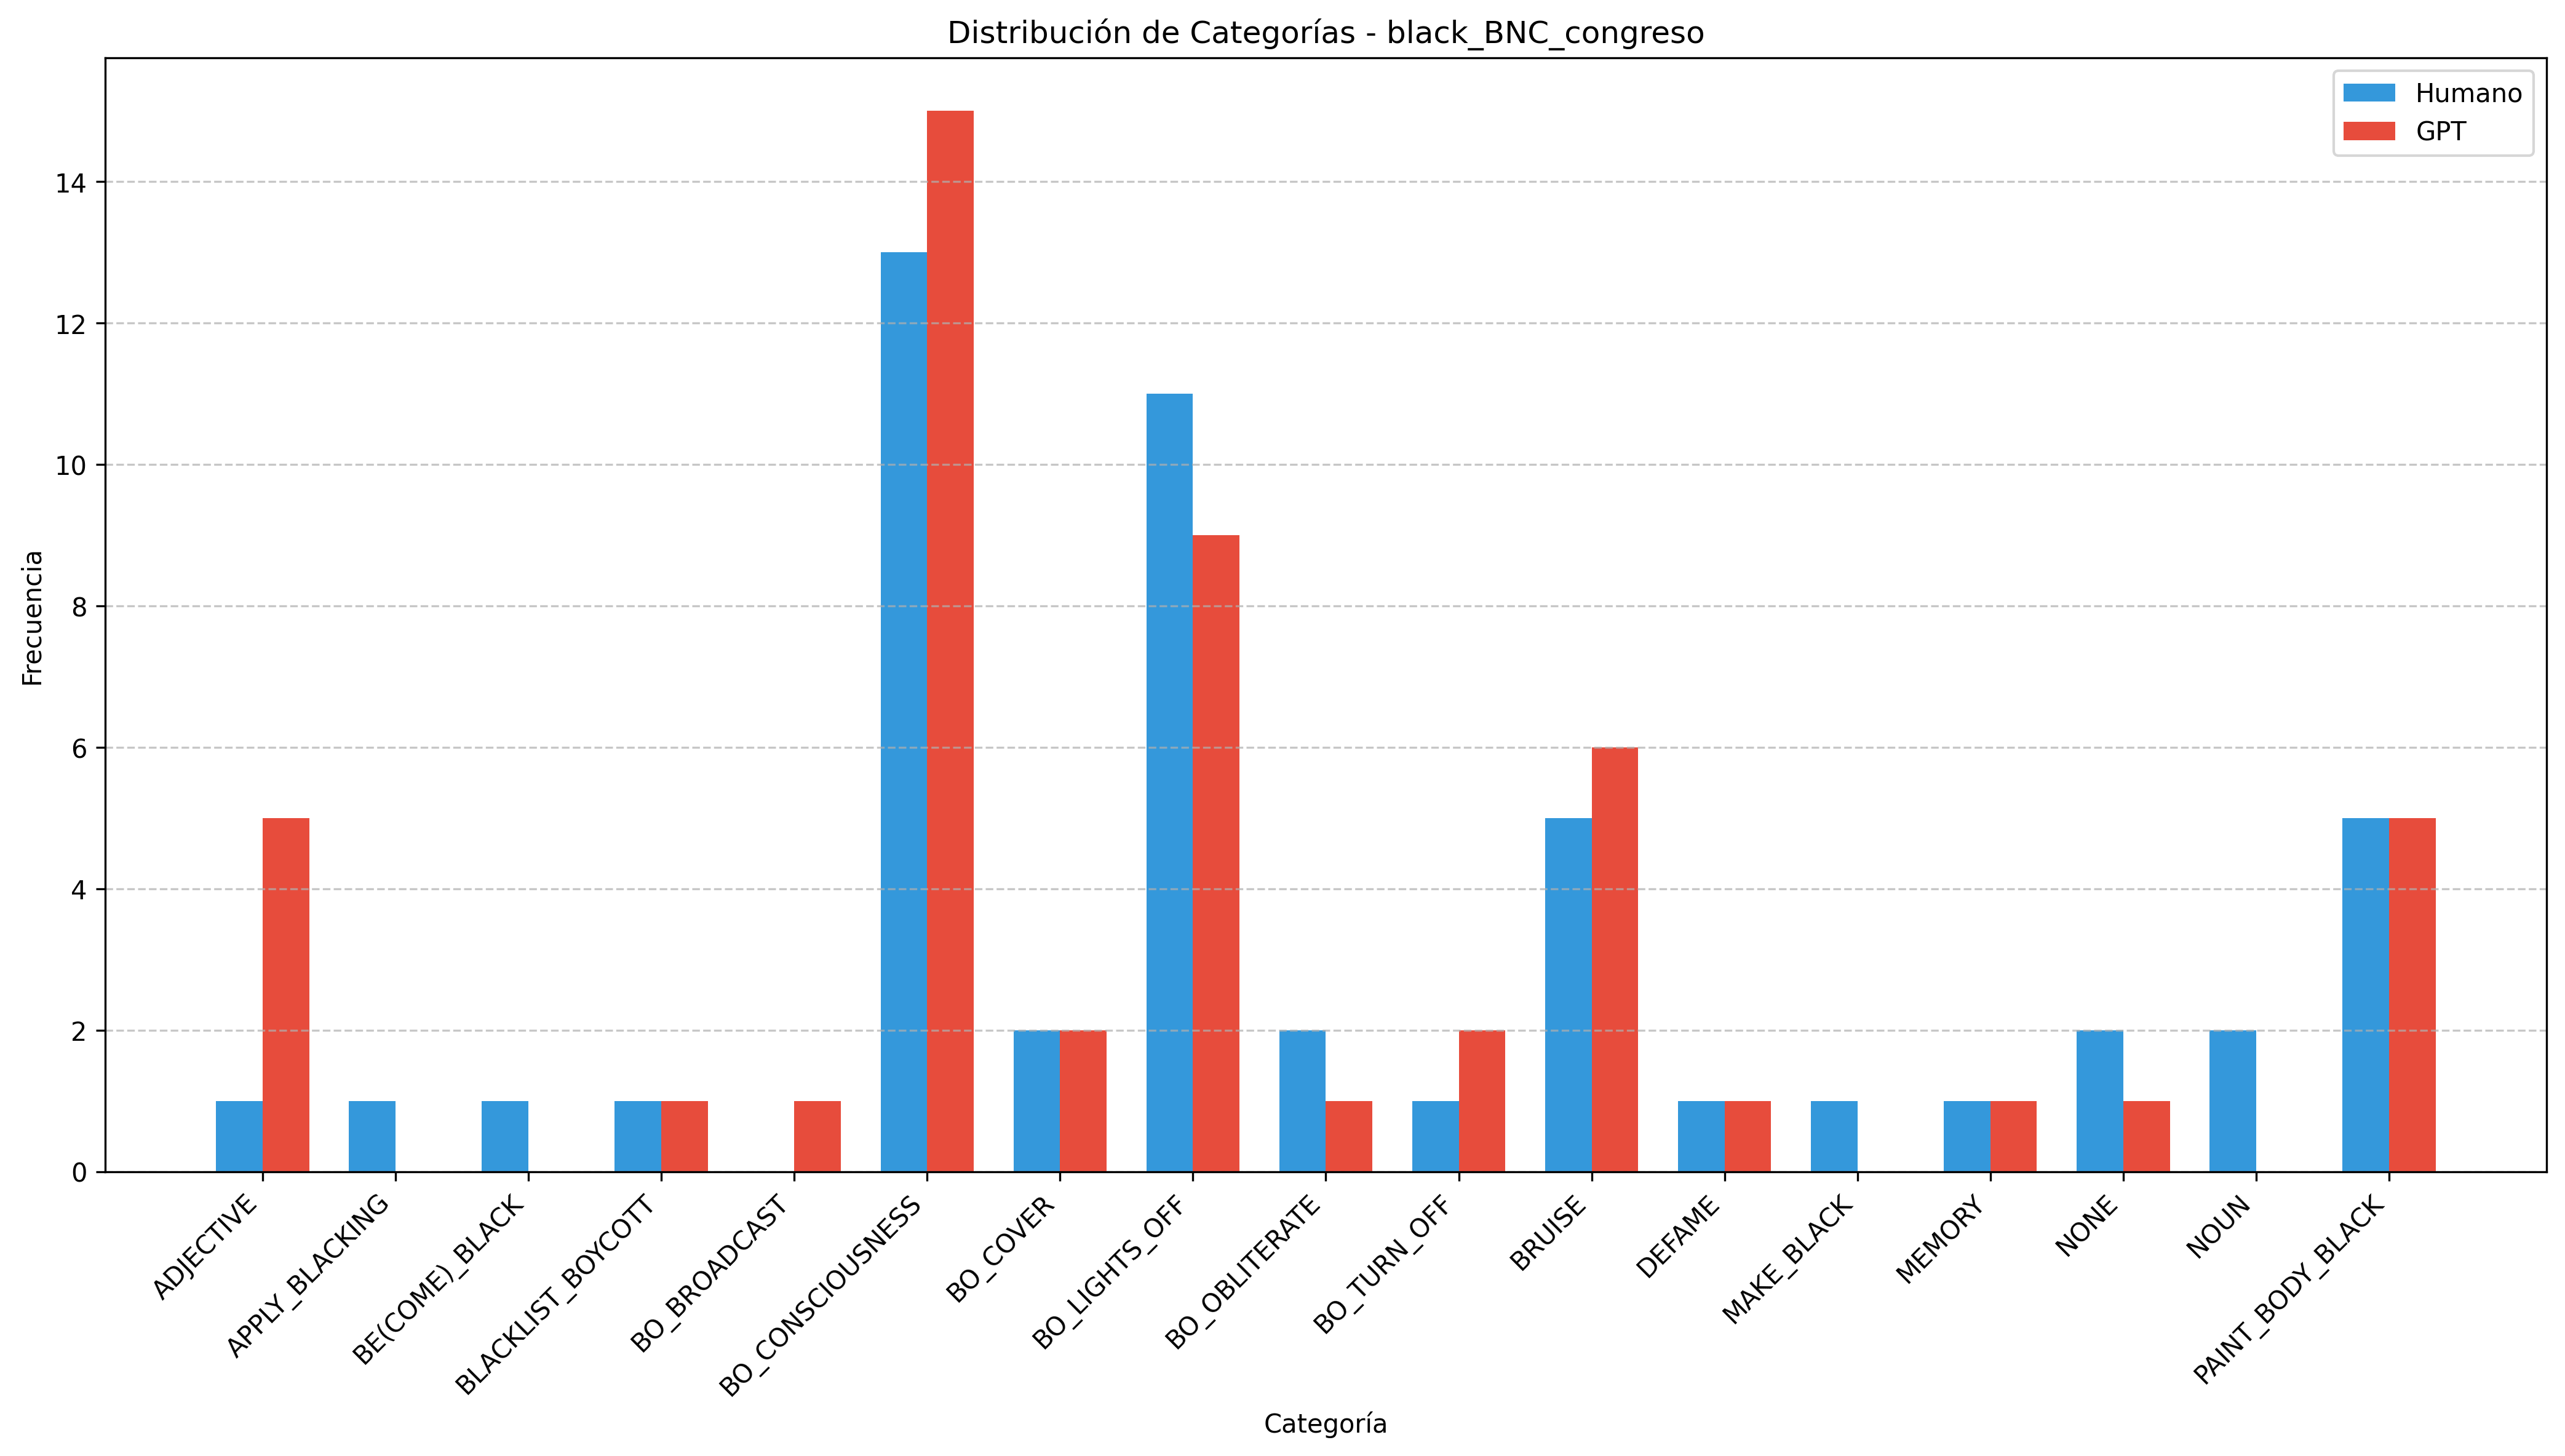 Distribución de Categorías - black_BNC_congreso
Humano
GPT
Frecuencia
14
12
10
8
6
4
2
0
ADJECTIVE
APPLY_BLACKING
BE(COME)_BLACK
BLACKLIST_BOYCOTT
BO_BROADCAST
BO_CONSCIOUSNESS
BO_COVER
BO_LIGHTS_OFF
BO_OBLITERATE
BO_TURN_OFF
BRUISE
DEFAME
MAKE_BLACK
MEMORY
NONE
NOUN
PAINT_BODY_BLACK
Categoría